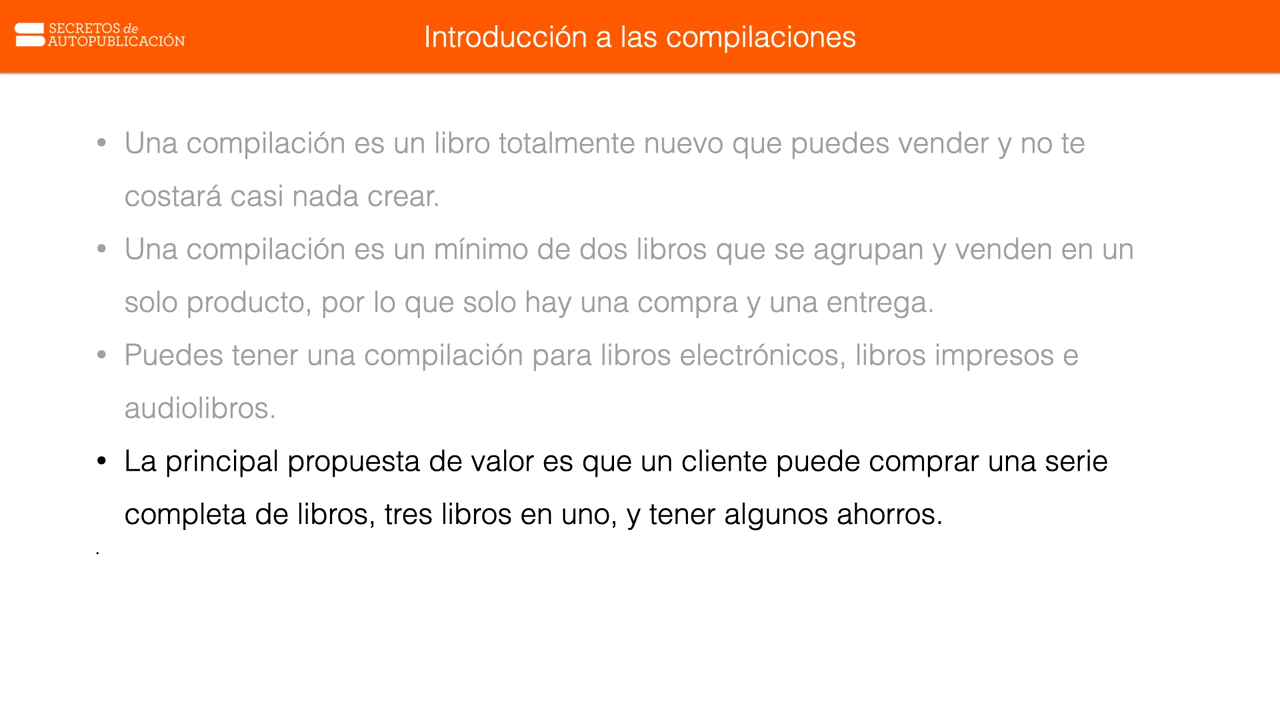 SECRETOS de
AUTOPUBLICACIÓN
Introducción a las compilaciones
• Una compilación es un libro totalmente nuevo que puedes vender y no te
costará casi nada crear.
• Una compilación es un mínimo de dos libros que se agrupan y venden en un
solo producto, por lo que solo hay una compra y una entrega.
• Puedes tener una compilación para libros electrónicos, libros impresos e
audiolibros.
• La principal propuesta de valor es que un cliente puede comprar una serie
completa de libros, tres libros en uno, y tener algunos ahorros.